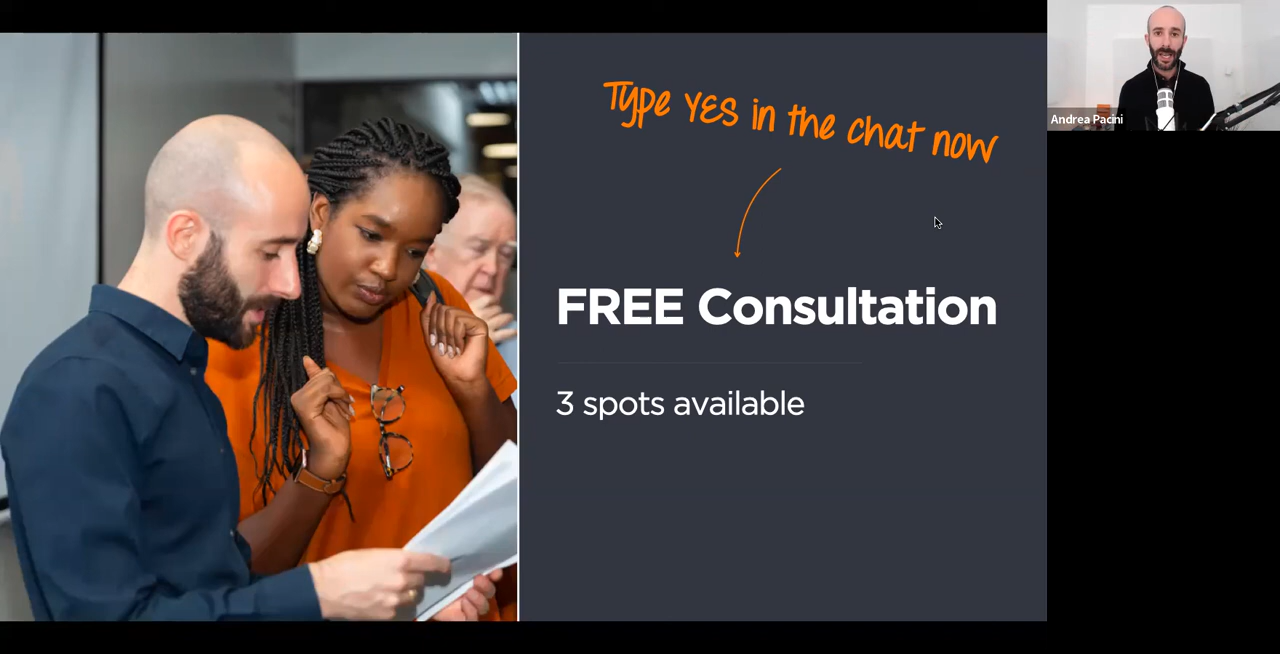 Type YES in the chat now
FREE Consultation
3 spots available
Andrea Pacini